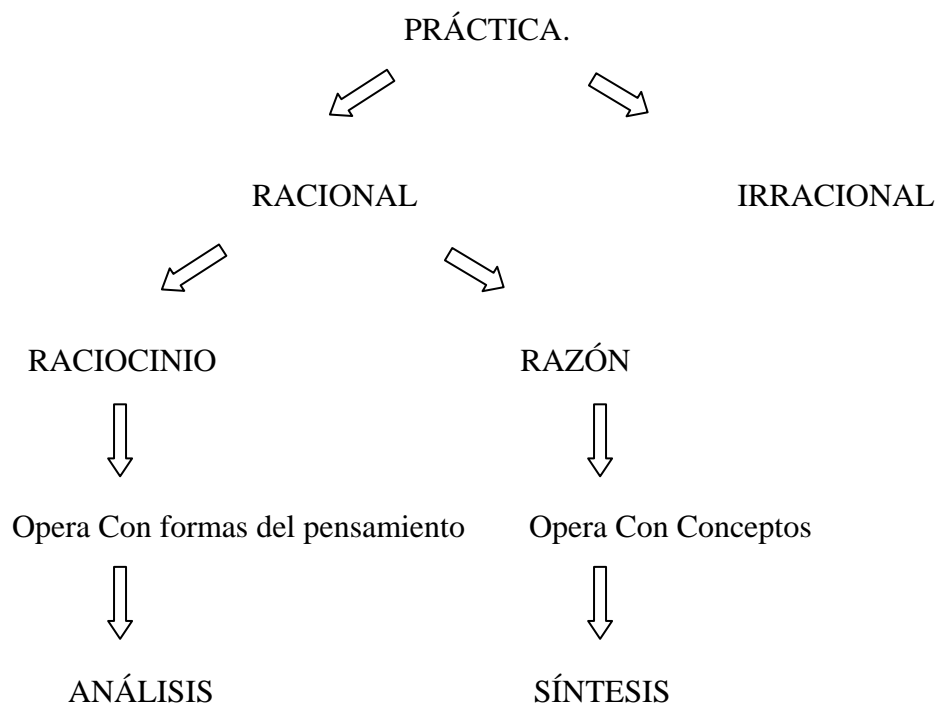 PRÁCTICA.
RACIONAL
IRRACIONAL
RACIOCINIO
RAZÓN
Opera Con formas del pensamiento
Opera Con Conceptos
ANÁLISIS
SÍNTESIS